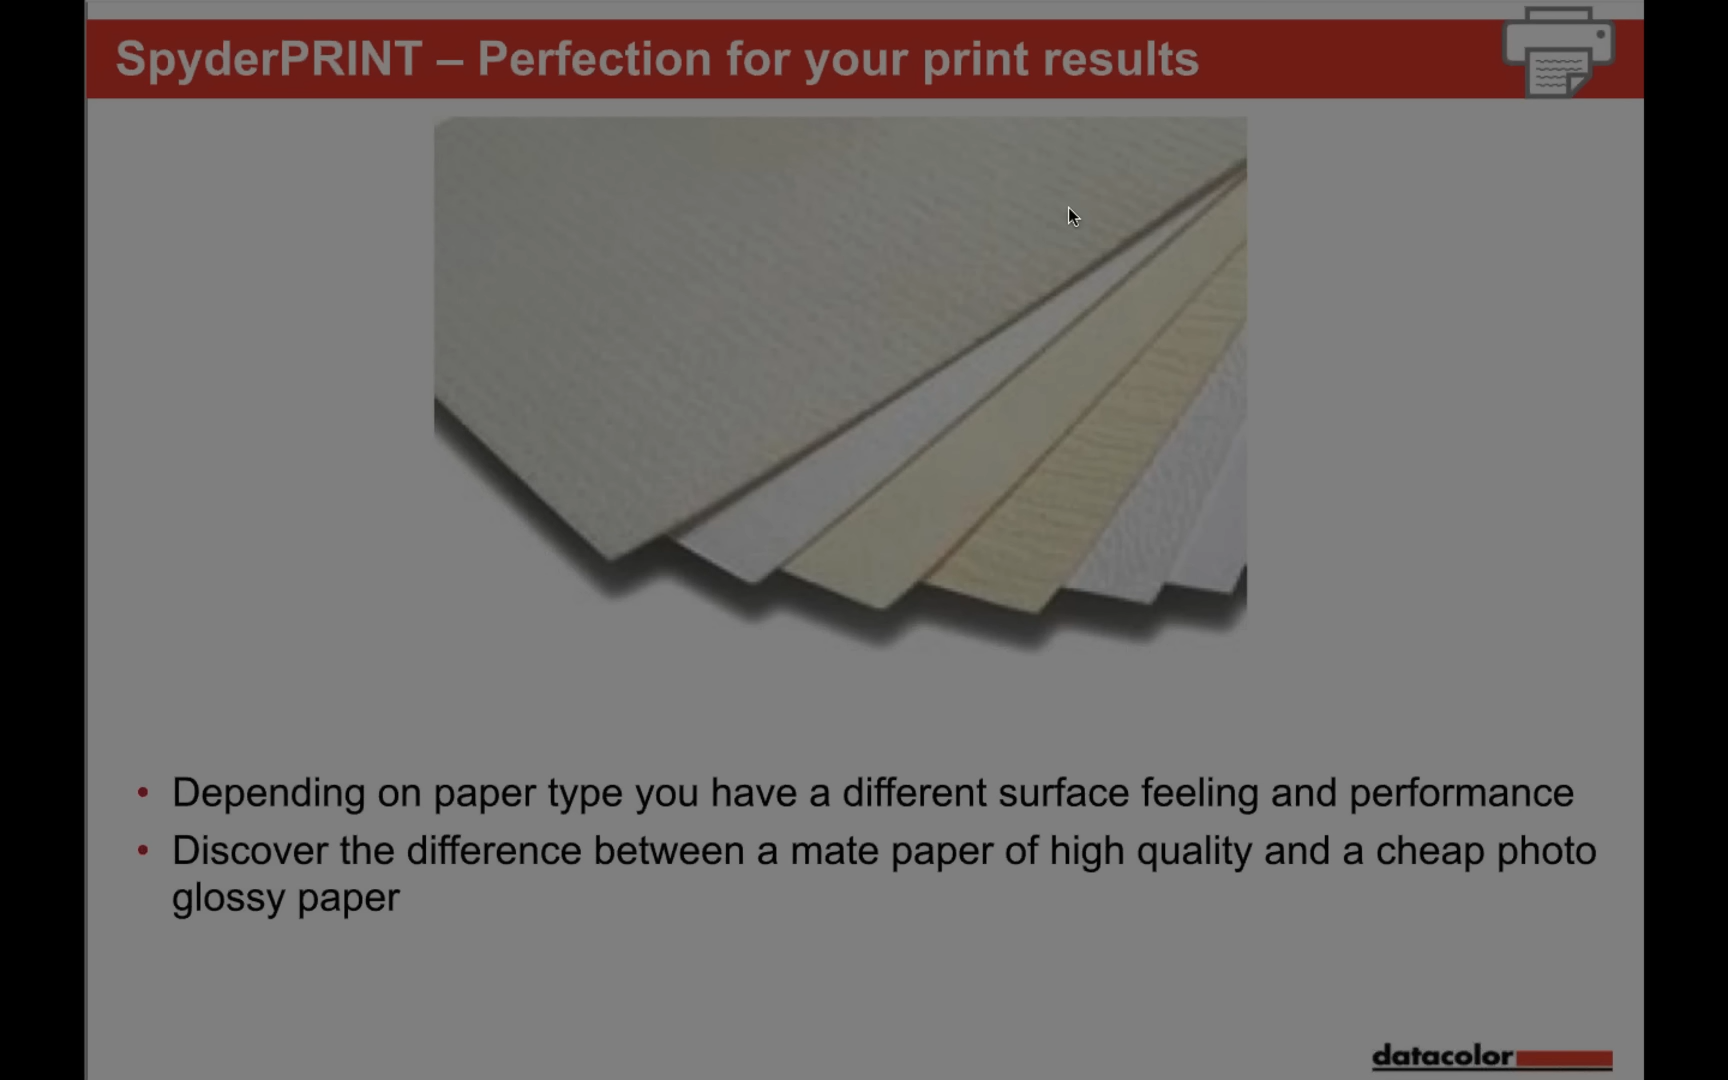 SpyderPRINT – Perfection for your print results
• Depending on paper type you have a different surface feeling and performance
• Discover the difference between a mate paper of high quality and a cheap photo
glossy paper
datacolor